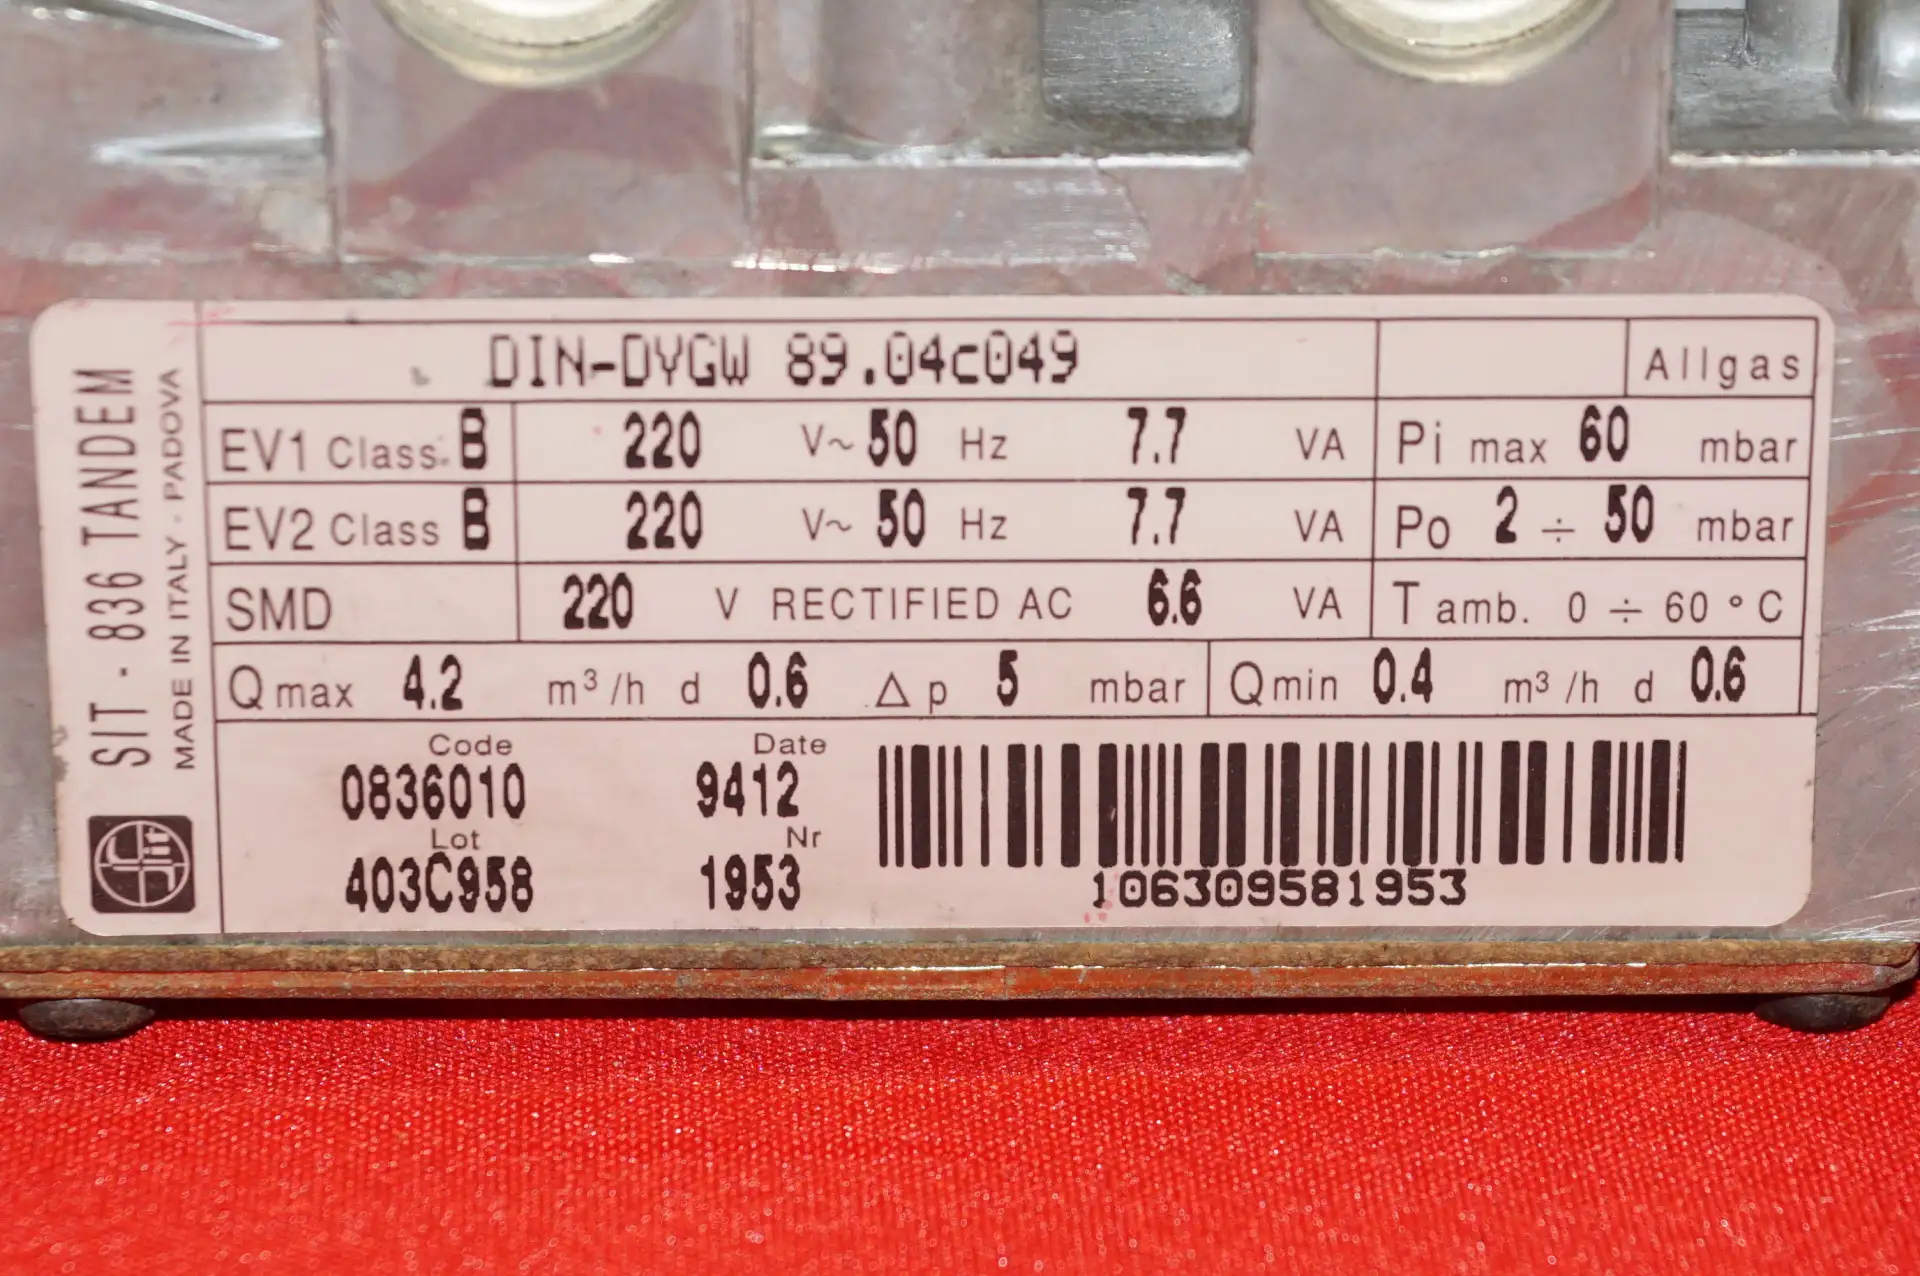 SIT - 836 TANDEM
MADE IN ITALY - PADOVA
DIN-DVGW 89.04c049 Allgas
EV1 Class B 220 V~ 50 Hz 7.7 VA Pi max 60 mbar
EV2 Class B 220 V~ 50 Hz 7.7 VA Po 2 ÷ 50 mbar
SMD 220 V RECTIFIED AC 6.6 VA T amb. 0 ÷ 60 °C
Q max 4.2 m³/h d 0.6 Δp 5 mbar Qmin 0.4 m³/h d 0.6
Code Date
0836010 9412
Lot Nr
403C958 1953
106309581953
sit